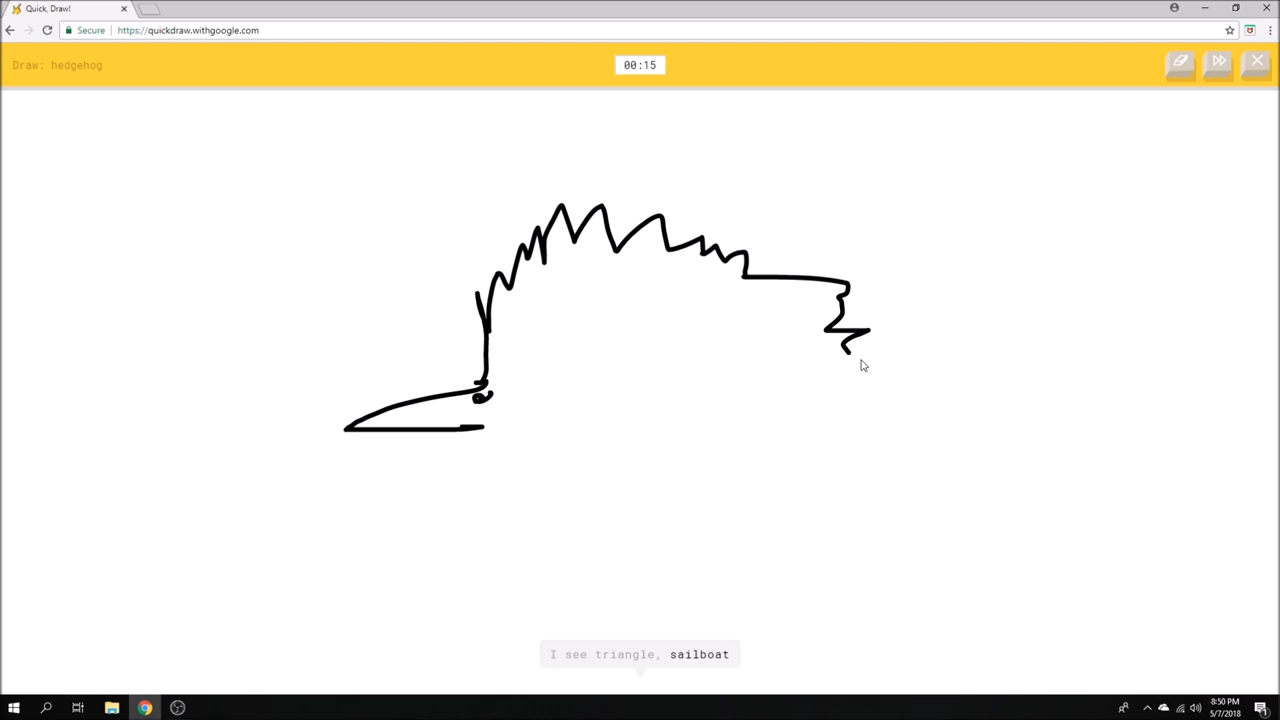 Quick, Draw!
Secure
https://quickdraw.withgoogle.com
Draw: hedgehog
00:15
I see triangle, sailboat
8:50 PM
5/7/2018
1